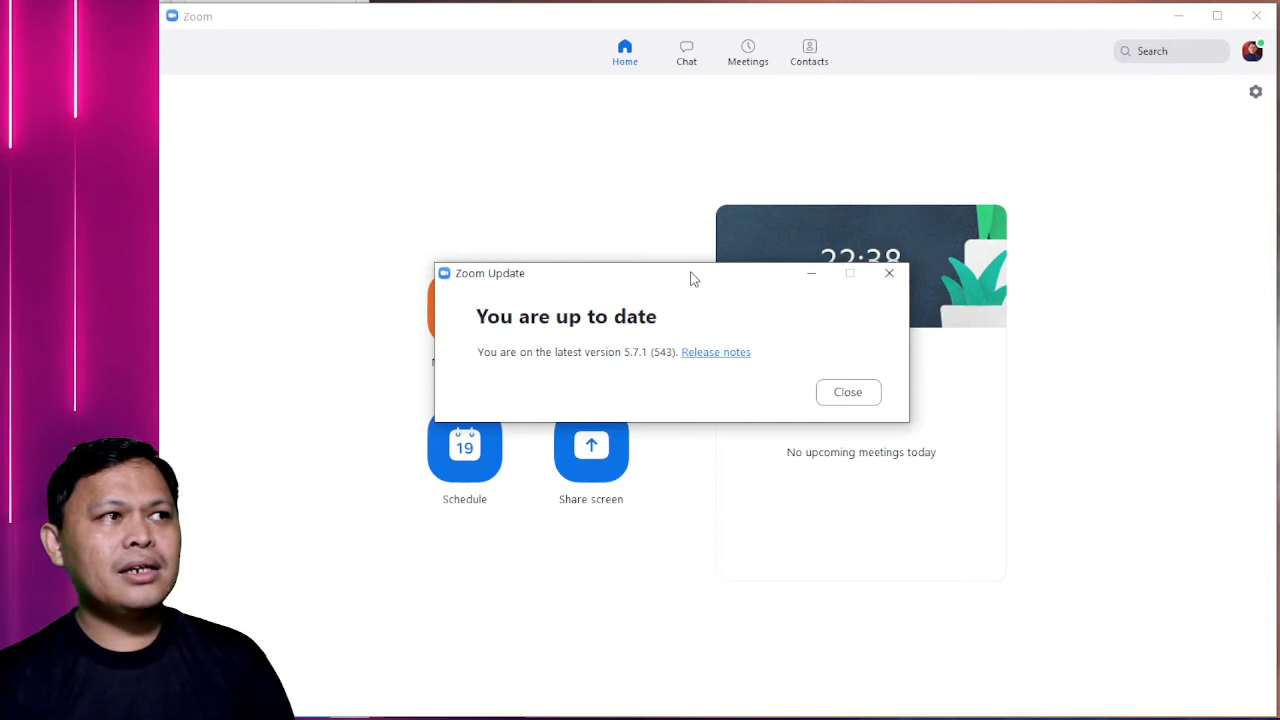 Zoom
Home
Chat
Meetings
Contacts
Search
22:38
Zoom Update
You are up to date
You are on the latest version 5.7.1 (543). Release notes
Close
19
No upcoming meetings today
Schedule
Share screen